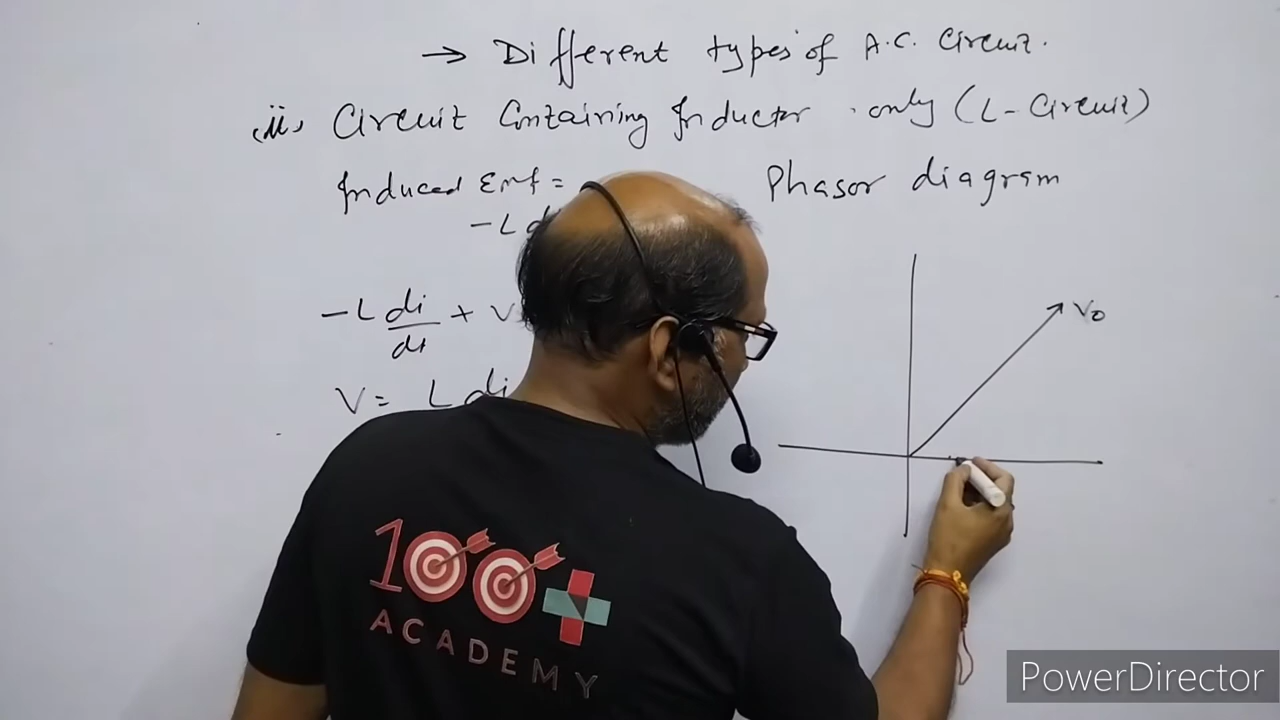 → Different types of A.C. Circuit.
(ii) Circuit Containing Inductor only (L-Circuit)
Induced Emf =
-L d
-L di/dt + V
V = L di
Phasor diagram
V0
100+
ACADEMY
PowerDirector